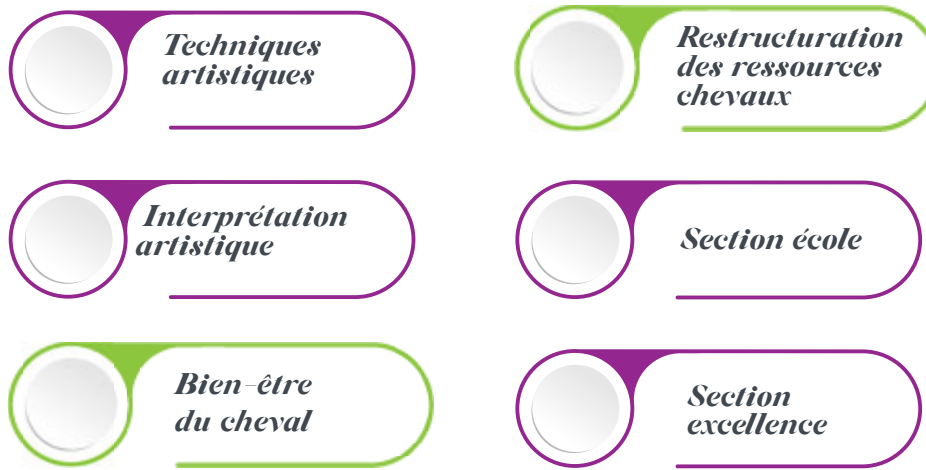 Techniques
artistiques
Restructuration
des ressources
chevaux
Interprétation
artistique
Section école
Bien-être
du cheval
Section
excellence